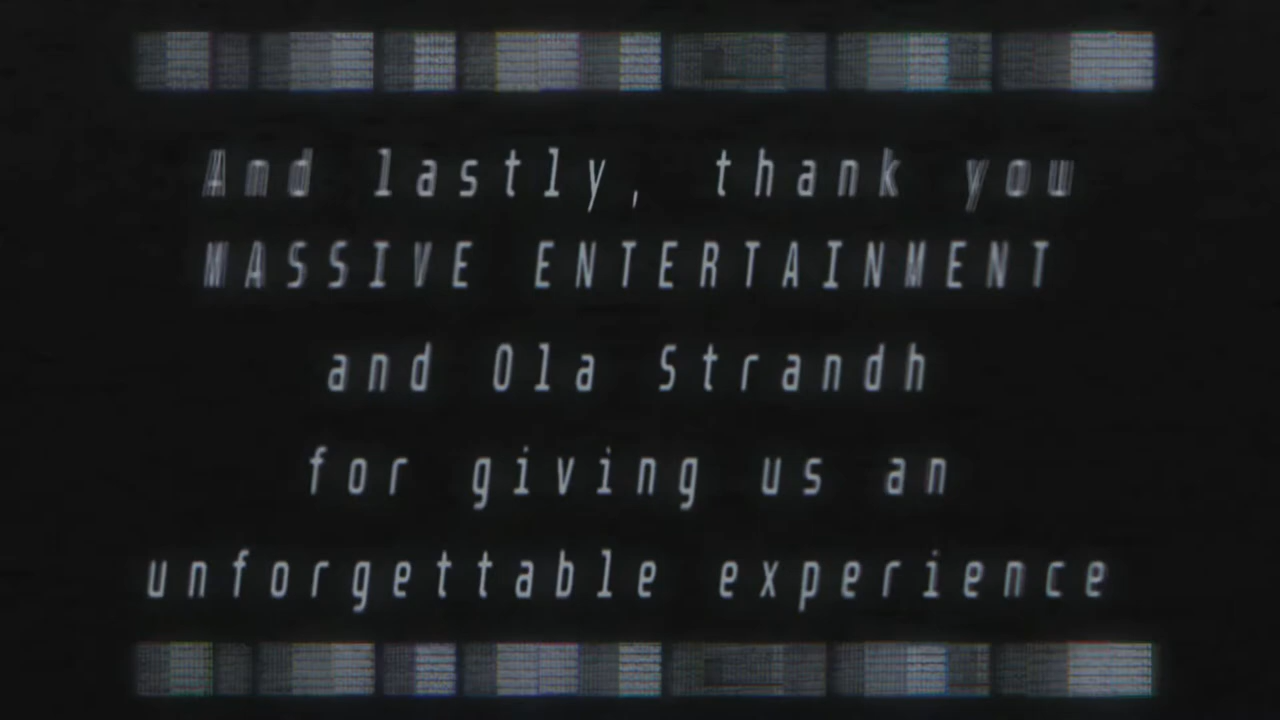 And lastly, thank you
MASSIVE ENTERTAINMENT
and Ola Strandh
for giving us an
unforgettable experience